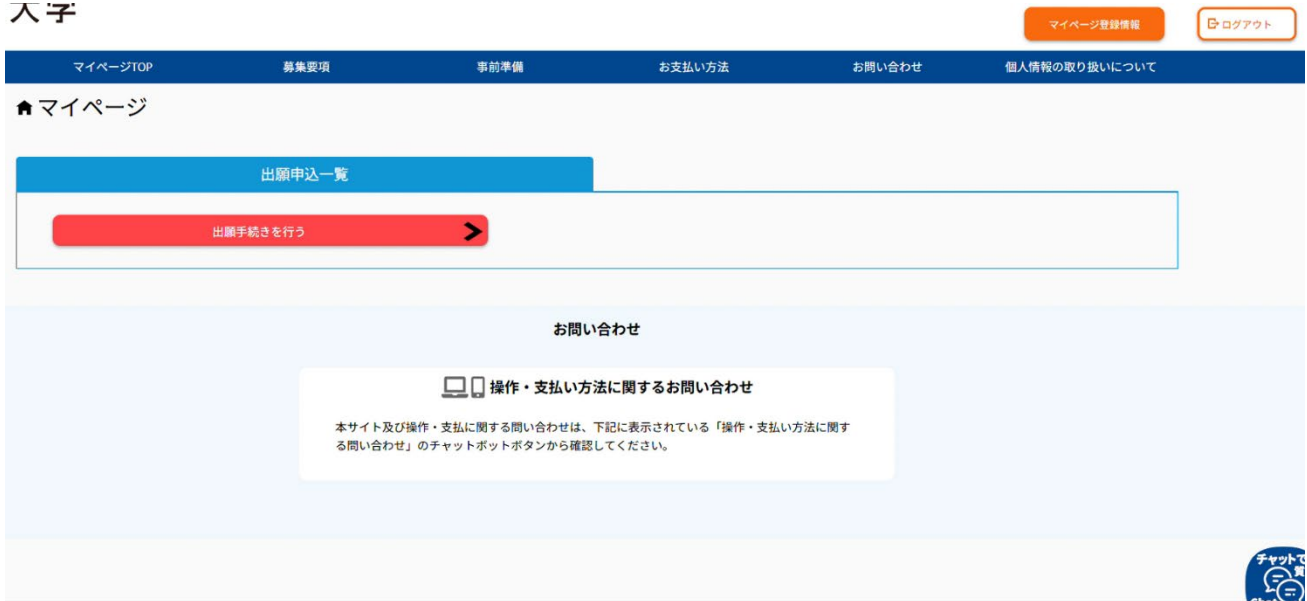 大学
マイページ登録情報
ログアウト
マイページTOP 募集要項 事前準備 お支払い方法 お問い合わせ 個人情報の取り扱いについて
マイページ
出願申込一覧
出願手続きを行う
お問い合わせ
操作・支払い方法に関するお問い合わせ
本サイト及び操作・支払に関する問い合わせは、下記に表示されている「操作・支払い方法に関す
る問い合わせ」のチャットボットボタンから確認してください。
チャットで